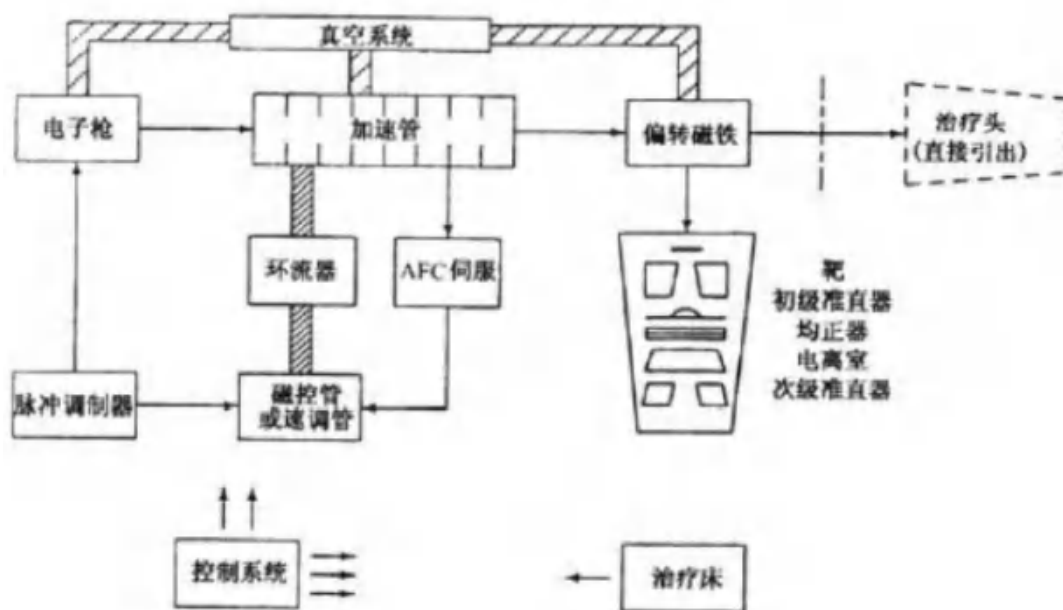 真空系统
电子枪
加速管
偏转磁铁
治疗头
(直接引出)
环流器
AFC伺服
靶
初级准直器
均正器
电离室
次级准直器
脉冲调制器
磁控管
或速调管
控制系统
治疗床